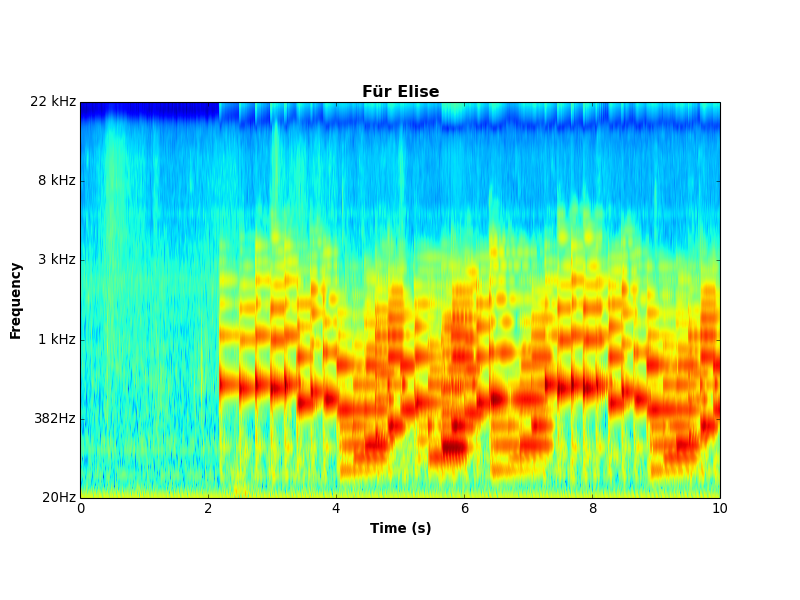 Für Elise
22 kHz
8 kHz
3 kHz
1 kHz
382Hz
20Hz
Frequency
0 2 4 6 8 10
Time (s)